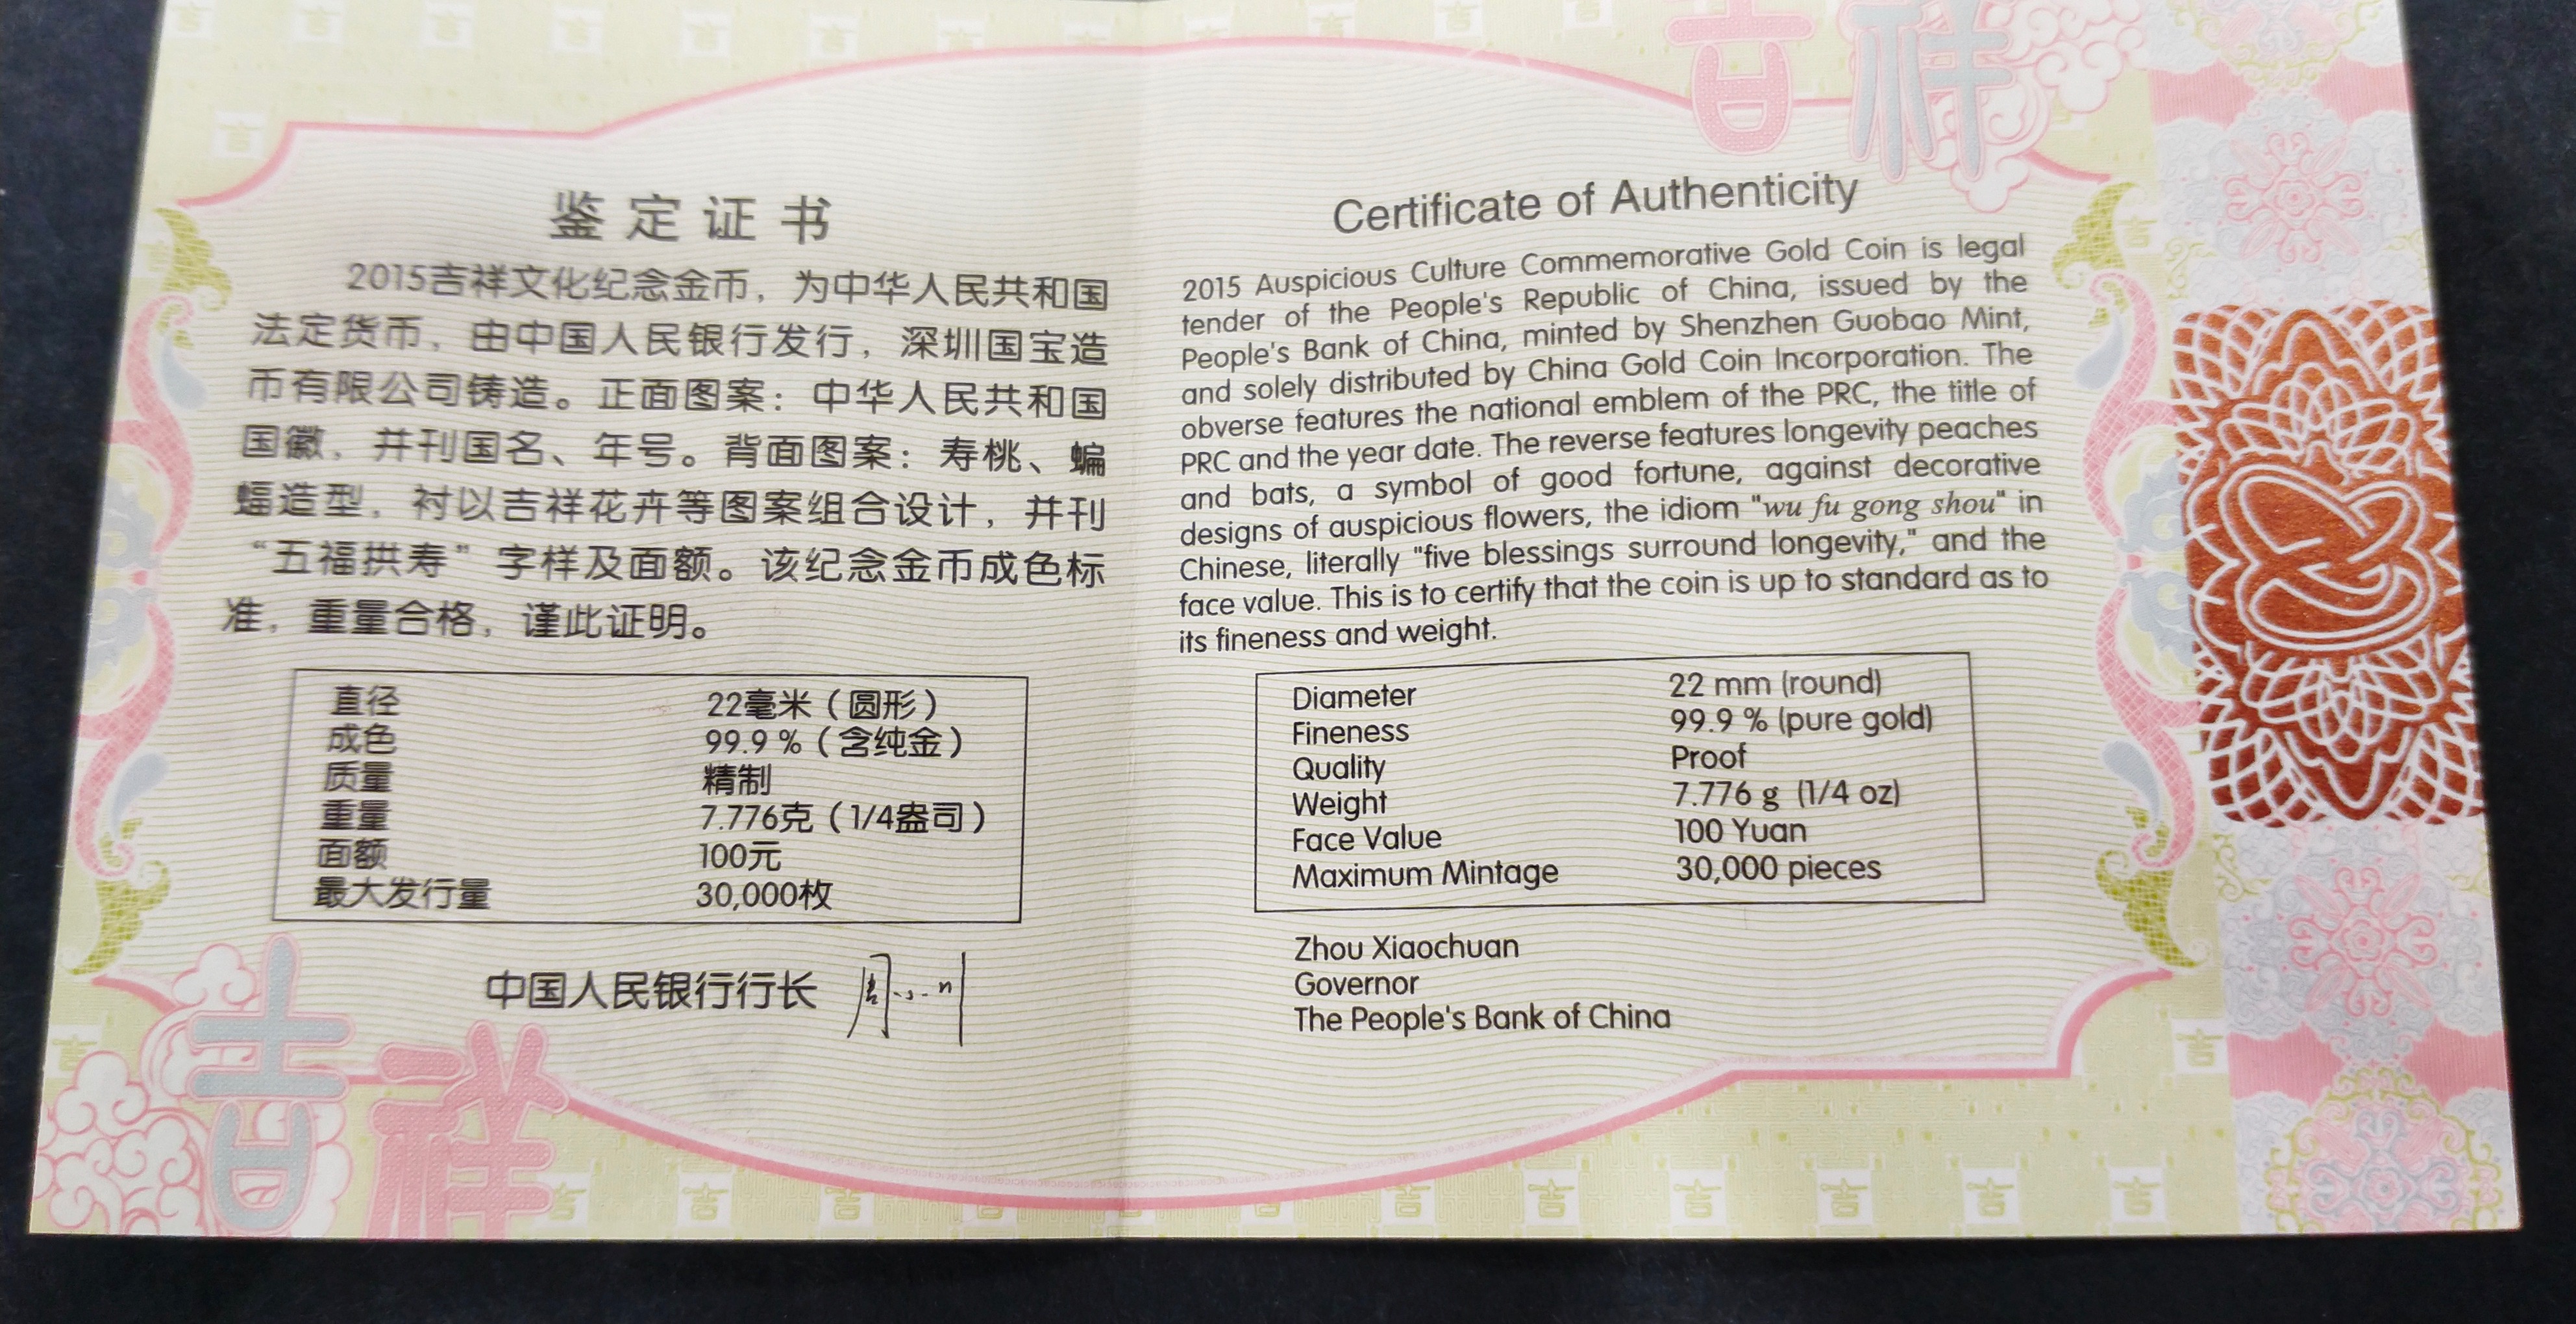 吉祥
鉴定证书
2015吉祥文化纪念金币，为中华人民共和国
法定货币，由中国人民银行发行，深圳国宝造
币有限公司铸造。正面图案：中华人民共和国
国徽，并刊国名、年号。背面图案：寿桃、蝙
蝠造型，衬以吉祥花卉等图案组合设计，并刊
“五福拱寿”字样及面额。该纪念金币成色标
准，重量合格，谨此证明。
直径 22毫米（圆形）
成色 99.9 %（含纯金）
质量 精制
重量 7.776克（1/4盎司）
面额 100元
最大发行量 30,000枚
中国人民银行行长 周小川
吉祥
Certificate of Authenticity
2015 Auspicious Culture Commemorative Gold Coin is legal
tender of the People's Republic of China, issued by the
People's Bank of China, minted by Shenzhen Guobao Mint,
and solely distributed by China Gold Coin Incorporation. The
obverse features the national emblem of the PRC, the title of
PRC and the year date. The reverse features longevity peaches
and bats, a symbol of good fortune, against decorative
designs of auspicious flowers, the idiom "wu fu gong shou" in
Chinese, literally "five blessings surround longevity," and the
face value. This is to certify that the coin is up to standard as to
its fineness and weight.
Diameter 22 mm (round)
Fineness 99.9 % (pure gold)
Quality Proof
Weight 7.776 g (1/4 oz)
Face Value 100 Yuan
Maximum Mintage 30,000 pieces
Zhou Xiaochuan
Governor
The People's Bank of China